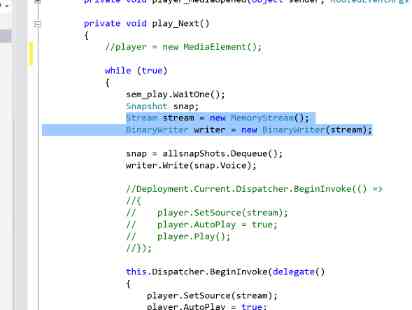 private void player_MediaOpened(object sender, RoutedEventArgs
private void play_Next()
{
//player = new MediaElement();
while (true)
{
sem_play.WaitOne();
Snapshot snap;
Stream stream = new MemoryStream();
BinaryWriter writer = new BinaryWriter(stream);
snap = allsnapShots.Dequeue();
writer.Write(snap.Voice);
//Deployment.Current.Dispatcher.BeginInvoke(() =>
//{
//    player.SetSource(stream);
//    player.AutoPlay = true;
//    player.Play();
//});
this.Dispatcher.BeginInvoke(delegate()
{
player.SetSource(stream);
player.AutoPlay = true;